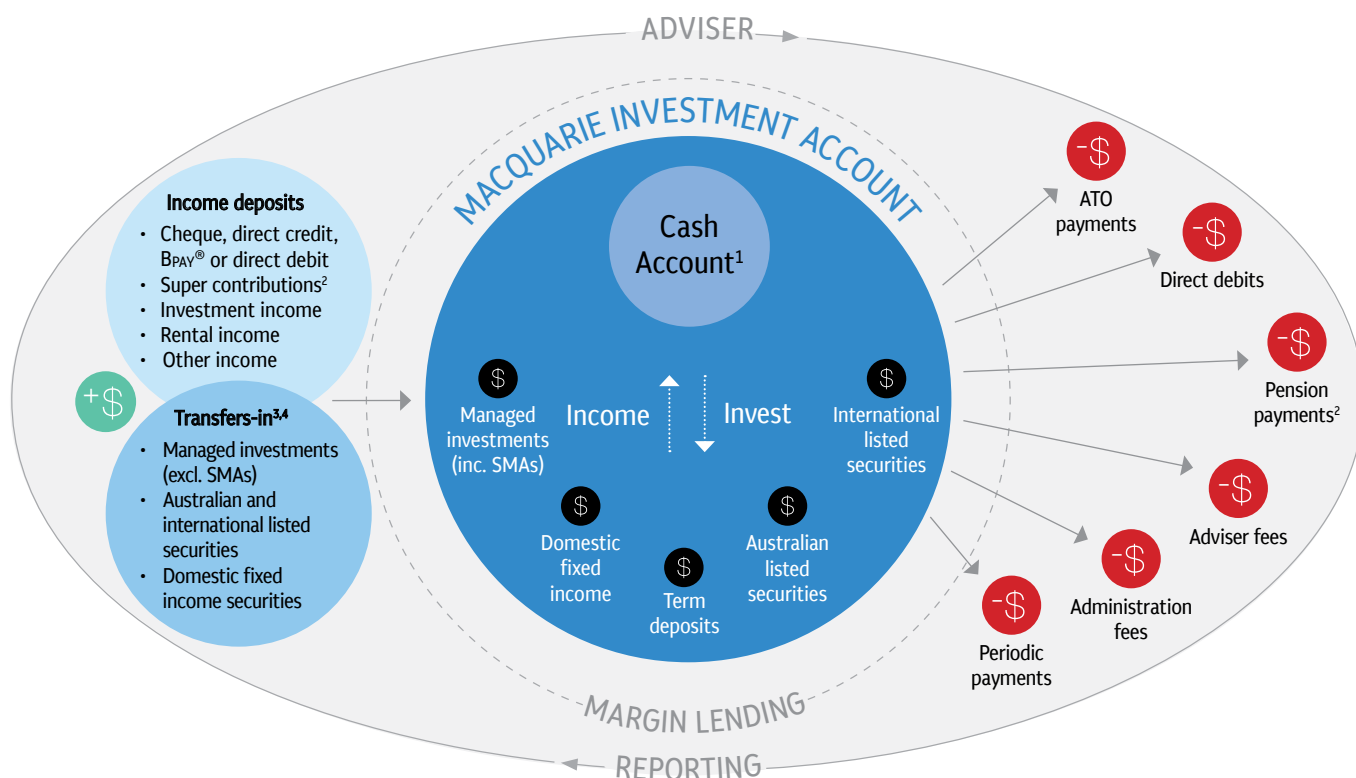 ADVISER
MACQUARIE INVESTMENT ACCOUNT
Income deposits
• Cheque, direct credit,
BPAY® or direct debit
• Super contributions²
• Investment income
• Rental income
• Other income
+$
Transfers-in³,⁴
• Managed investments
(excl. SMAs)
• Australian and
international listed
securities
• Domestic fixed
income securities
Cash
Account¹
Income
Invest
$
Managed
investments
(inc. SMAs)
$
Domestic
fixed
income
$
Term
deposits
$
Australian
listed
securities
$
International
listed
securities
-$
ATO
payments
-$
Direct debits
-$
Pension
payments²
-$
Adviser fees
-$
Administration
fees
-$
Periodic
payments
MARGIN LENDING
REPORTING